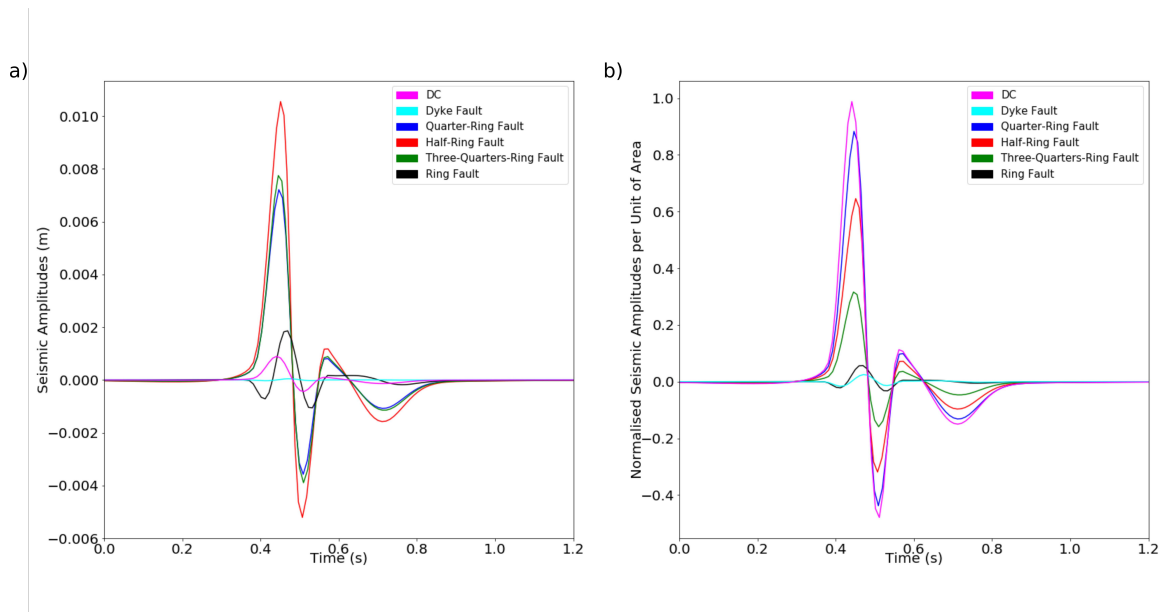 a)
Seismic Amplitudes (m)
0.010
0.008
0.006
0.004
0.002
0.000
−0.002
−0.004
−0.006
DC
Dyke Fault
Quarter-Ring Fault
Half-Ring Fault
Three-Quarters-Ring Fault
Ring Fault
0.0 0.2 0.4 0.6 0.8 1.0 1.2
Time (s)
b)
Normalised Seismic Amplitudes per Unit of Area
1.0
0.8
0.6
0.4
0.2
0.0
−0.2
−0.4
DC
Dyke Fault
Quarter-Ring Fault
Half-Ring Fault
Three-Quarters-Ring Fault
Ring Fault
0.0 0.2 0.4 0.6 0.8 1.0 1.2
Time (s)